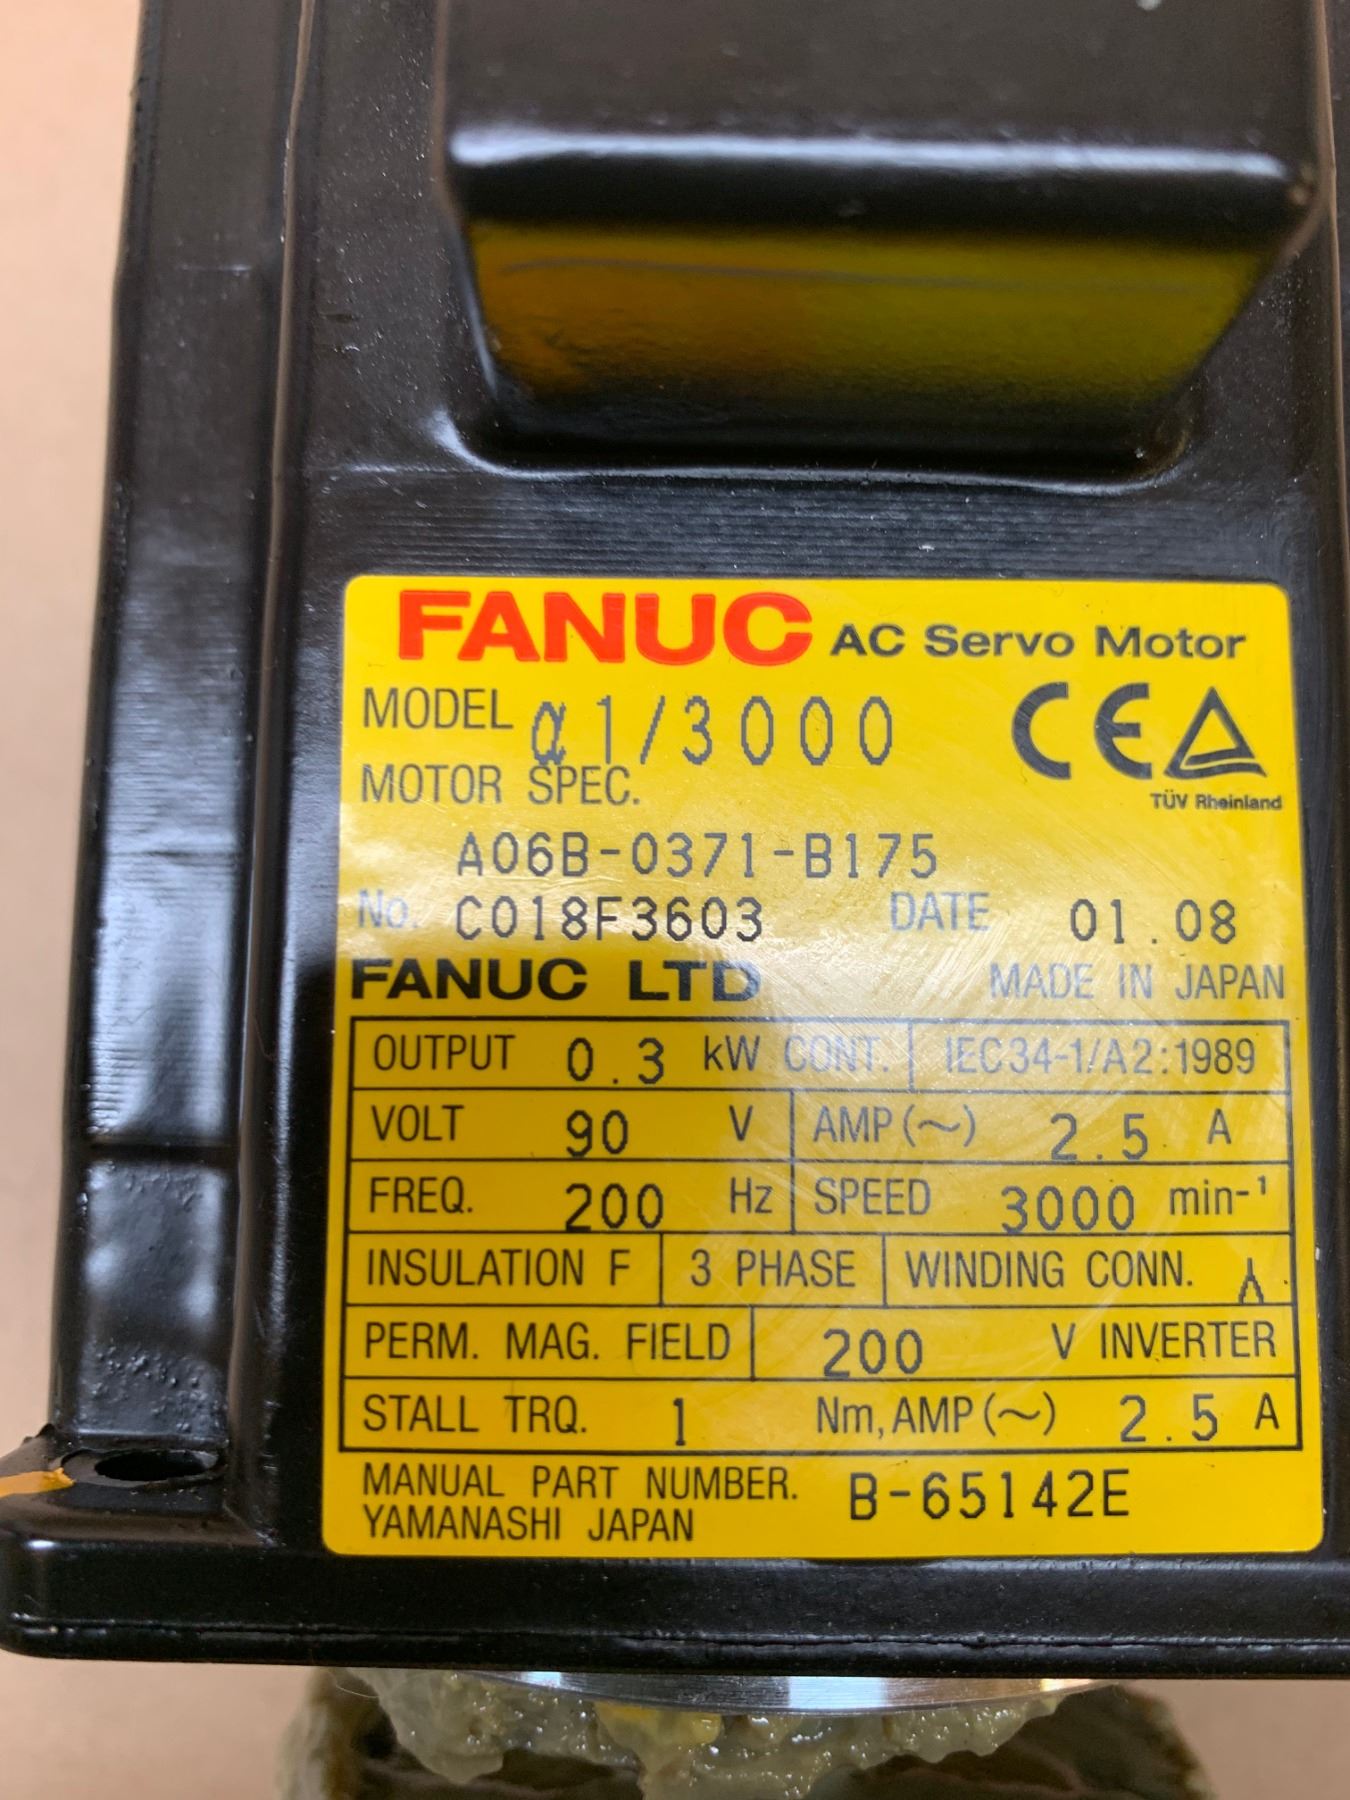 FANUC AC Servo Motor
MODEL α1/3000
CE
TÜV Rheinland
MOTOR SPEC.
A06B-0371-B175
No. C018F3603 DATE 01.08
FANUC LTD MADE IN JAPAN
OUTPUT 0.3 kW CONT. IEC34-1/A2:1989
VOLT 90 V AMP(~) 2.5 A
FREQ. 200 Hz SPEED 3000 min-¹
INSULATION F 3 PHASE WINDING CONN. 人
PERM. MAG. FIELD 200 V INVERTER
STALL TRQ. 1 Nm, AMP(~) 2.5 A
MANUAL PART NUMBER. B-65142E
YAMANASHI JAPAN